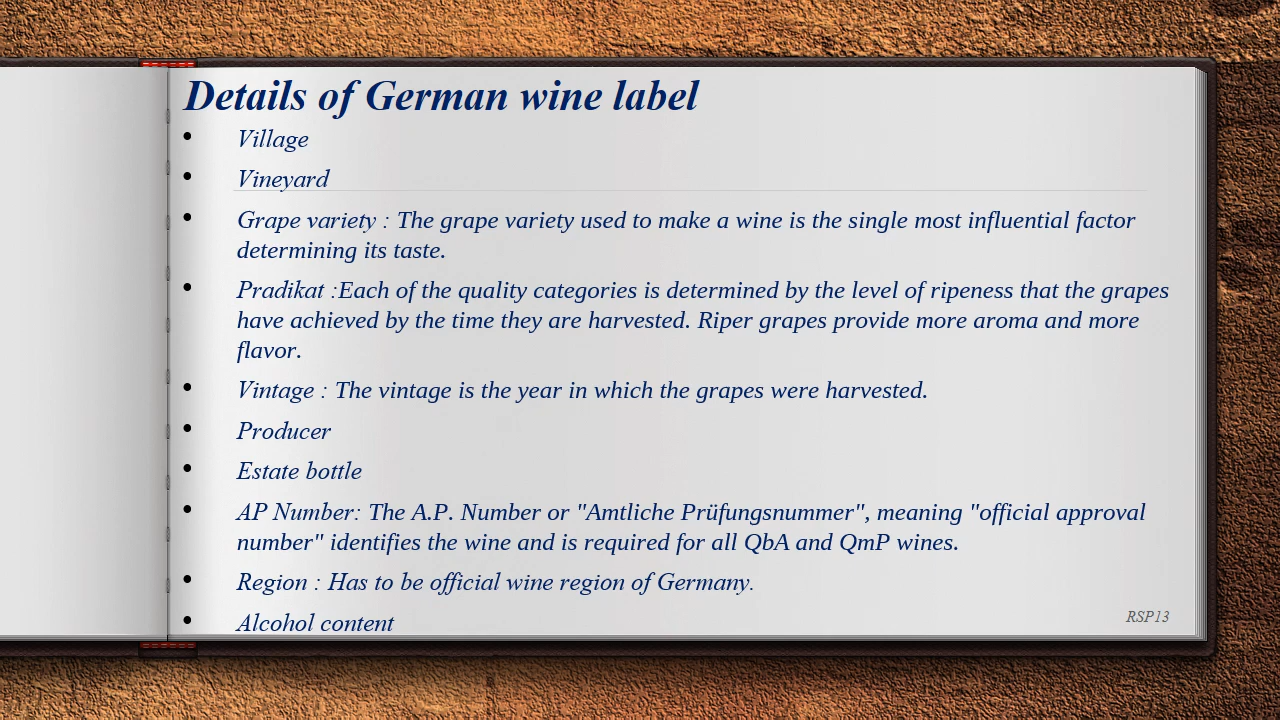 Details of German wine label
• Village
• Vineyard
• Grape variety : The grape variety used to make a wine is the single most influential factor
determining its taste.
• Pradikat :Each of the quality categories is determined by the level of ripeness that the grapes
have achieved by the time they are harvested. Riper grapes provide more aroma and more
flavor.
• Vintage : The vintage is the year in which the grapes were harvested.
• Producer
• Estate bottle
• AP Number: The A.P. Number or "Amtliche Prüfungsnummer", meaning "official approval
number" identifies the wine and is required for all QbA and QmP wines.
• Region : Has to be official wine region of Germany.
• Alcohol content
RSP13